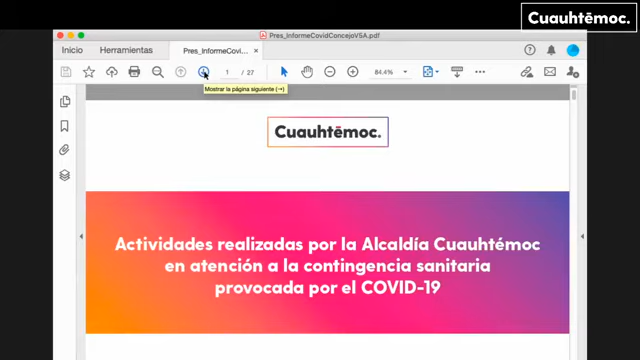 Cuauhtēmoc.
Pres_InformeCovidConcejoVSA.pdf
Inicio Herramientas Pres_InformeCovi... ×
1 / 27 84.4%
Mostrar la página siguiente (→)
Cuauhtēmoc.
Actividades realizadas por la Alcaldía Cuauhtémoc
en atención a la contingencia sanitaria
provocada por el COVID-19